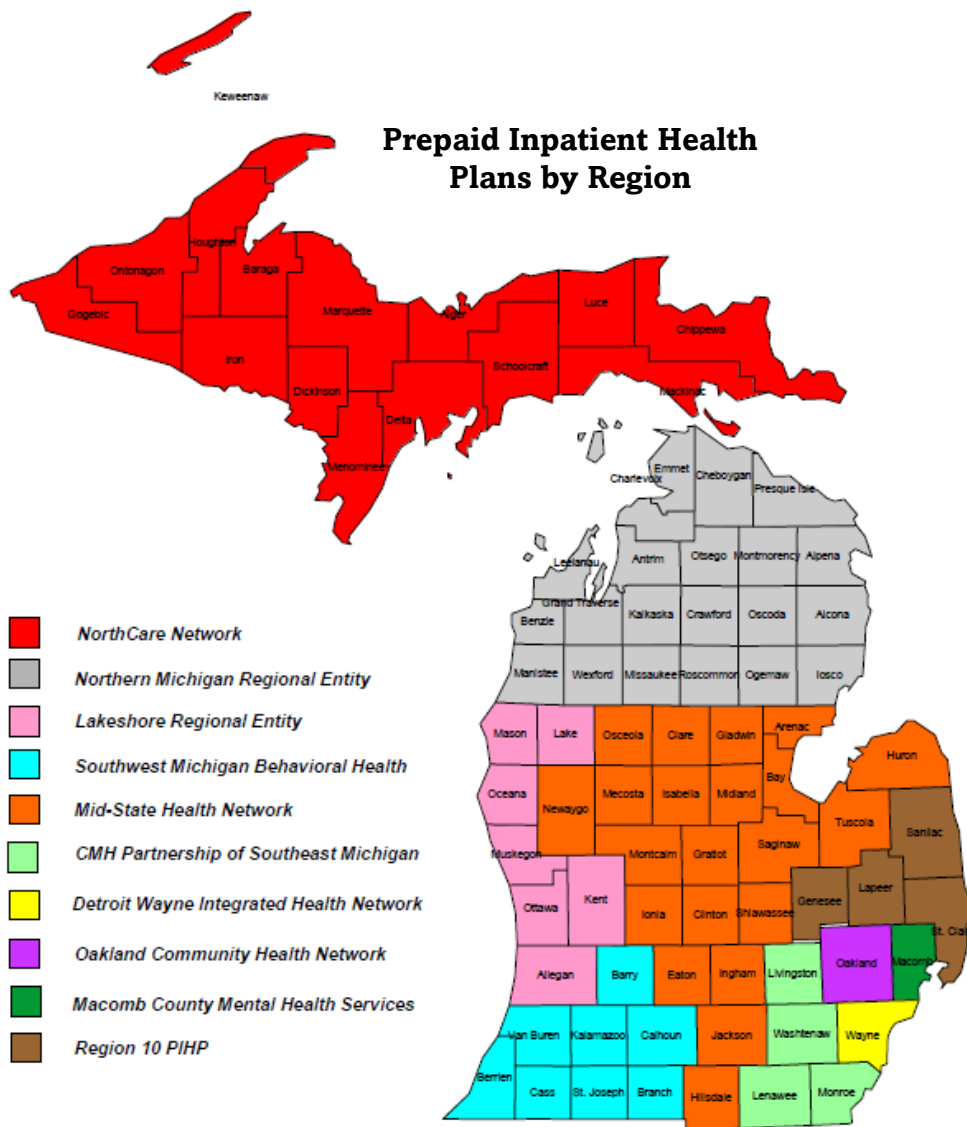 Keweenaw
Prepaid Inpatient Health
Plans by Region
Houghton
Ontonagon
Baraga
Gogebic
Marquette
Alger
Luce
Chippewa
Iron
Schoolcraft
Dickinson
Mackinac
Delta
Menominee
Emmet
Charlevoix
Cheboygan
Presque Isle
Leelanau
Antrim
Otsego
Montmorency
Alpena
Grand Traverse
Benzie
Kalkaska
Crawford
Oscoda
Alcona
Manistee
Wexford
Missaukee
Roscommon
Ogemaw
Iosco
NorthCare Network
Northern Michigan Regional Entity
Lakeshore Regional Entity
Southwest Michigan Behavioral Health
Mid-State Health Network
CMH Partnership of Southeast Michigan
Detroit Wayne Integrated Health Network
Oakland Community Health Network
Macomb County Mental Health Services
Region 10 PIHP
Mason
Lake
Osceola
Clare
Gladwin
Arenac
Huron
Oceana
Newaygo
Mecosta
Isabella
Midland
Bay
Tuscola
Sanilac
Muskegon
Montcalm
Gratiot
Saginaw
Lapeer
Genesee
Ottawa
Kent
Ionia
Clinton
Shiawassee
St. Clair
Allegan
Barry
Eaton
Ingham
Livingston
Oakland
Macomb
Van Buren
Kalamazoo
Calhoun
Jackson
Washtenaw
Wayne
Berrien
Cass
St. Joseph
Branch
Hillsdale
Lenawee
Monroe